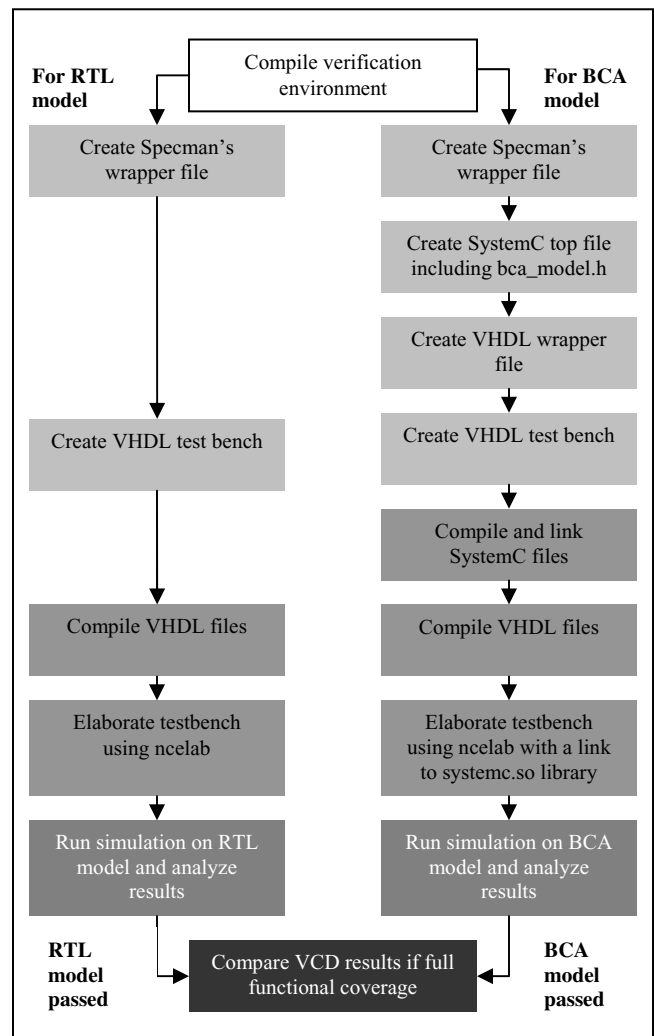 Compile verification
environment
For RTL
model
For BCA
model
Create Specman's
wrapper file
Create VHDL test bench
Compile VHDL files
Elaborate testbench
using ncelab
Run simulation on RTL
model and analyze
results
RTL
model
passed
Create Specman's
wrapper file
Create SystemC top file
including bca_model.h
Create VHDL wrapper
file
Create VHDL test bench
Compile and link
SystemC files
Compile VHDL files
Elaborate testbench
using ncelab with a link
to systemc.so library
Run simulation on BCA
model and analyze
results
BCA
model
passed
Compare VCD results if full
functional coverage